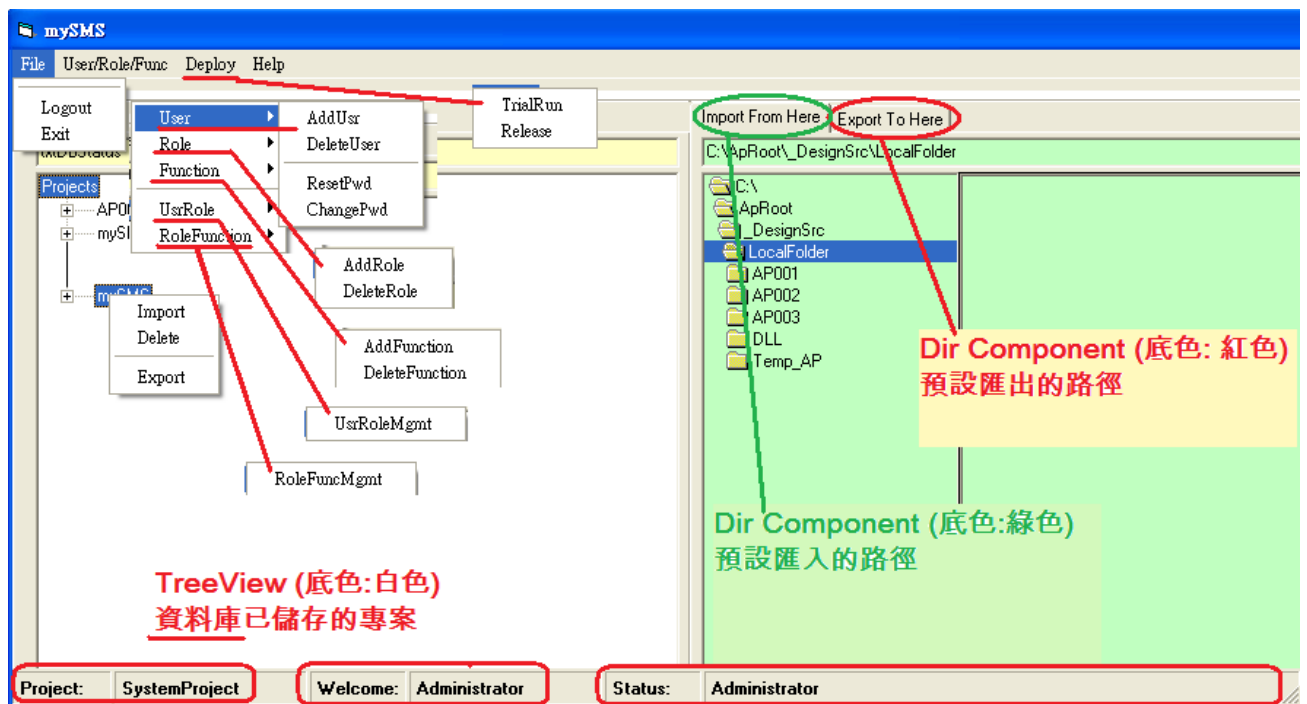 mySMS
File User/Role/Func Deploy Help
Logout
Exit
User
Role
Function
UsrRole
RoleFunction
AddUsr
DeleteUser
ResetPwd
ChangePwd
TrialRun
Release
AddRole
DeleteRole
AddFunction
DeleteFunction
UsrRoleMgmt
RoleFuncMgmt
txtDBStatus
Projects
mySMS
Import
Delete
Export
TreeView (底色:白色)
資料庫已儲存的專案
Import From Here
Export To Here
C:\ApRoot\_DesignSrc\LocalFolder
C:\
ApRoot
_DesignSrc
LocalFolder
AP001
AP002
AP003
DLL
Temp_AP
Dir Component (底色: 紅色)
預設匯出的路徑
Dir Component (底色:綠色)
預設匯入的路徑
Project: SystemProject Welcome: Administrator Status: Administrator